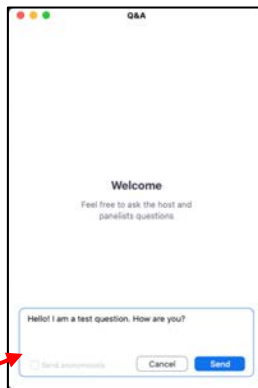 Q&A
Welcome
Feel free to ask the host and
panelists questions
Hello! I am a test question. How are you?
Send anonymously
Cancel
Send